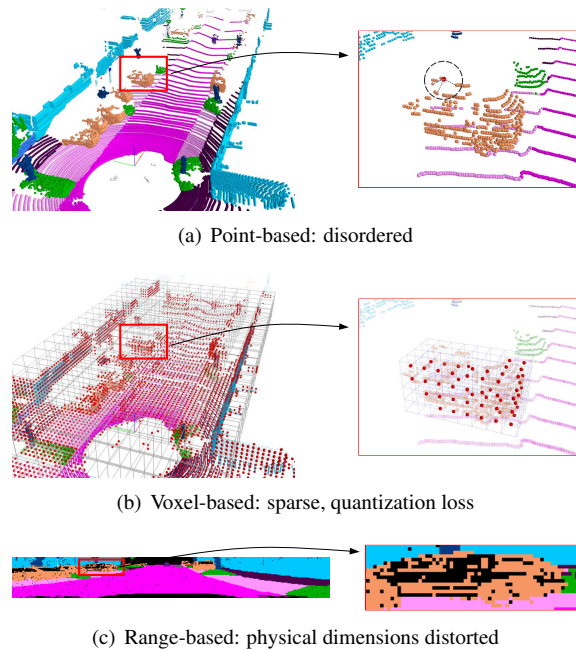 (a) Point-based: disordered
(b) Voxel-based: sparse, quantization loss
(c) Range-based: physical dimensions distorted